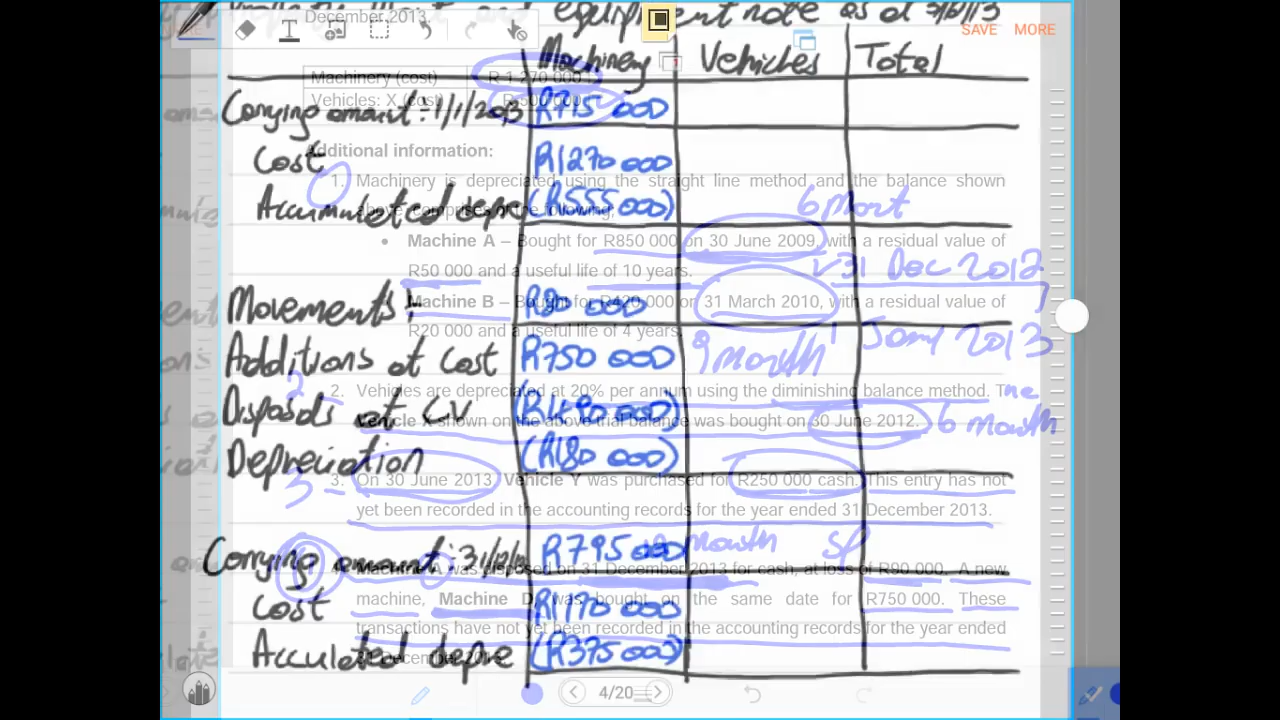 equipment note as at
December 2013.
SAVE MORE
Machinery Vehicles Total
Machinery (cost) R 1 270 000
Vehicles: X (cost) R 500 000
Carrying amount: 1/1/2013 R715 000
Additional information:
Cost R1270 000
1. Machinery is depreciated using the straight line method and the balance shown
Accumulated depre (R555 000) 6 mont
above comprises of the following;
• Machine A – Bought for R850 000 on 30 June 2009, with a residual value of
R50 000 and a useful life of 10 years. 31 Dec 2012
Machine B – Bought for R420 000 on 31 March 2010, with a residual value of
Movements: R80 000
R20 000 and a useful life of 4 years.
Additions at Cost R750 000 9 month 2013
2. Vehicles are depreciated at 20% per annum using the diminishing balance method. The
Disposals at CV
vehicle X shown on the above trial balance was bought on 30 June 2012. 6 month
Depreciation (R180 000)
3. On 30 June 2013 Vehicle Y was purchased for R250 000 cash. This entry has not
yet been recorded in the accounting records for the year ended 31 December 2013.
Carrying amount: R795 000 month
Machine A was disposed on 31 December 2013 for cash, at loss of R90 000. A new
machine, Machine D, was bought on the same date for R750 000. These
Cost R1170 000
transactions have not yet been recorded in the accounting records for the year ended
Acculated depre (R375 000)
4/20